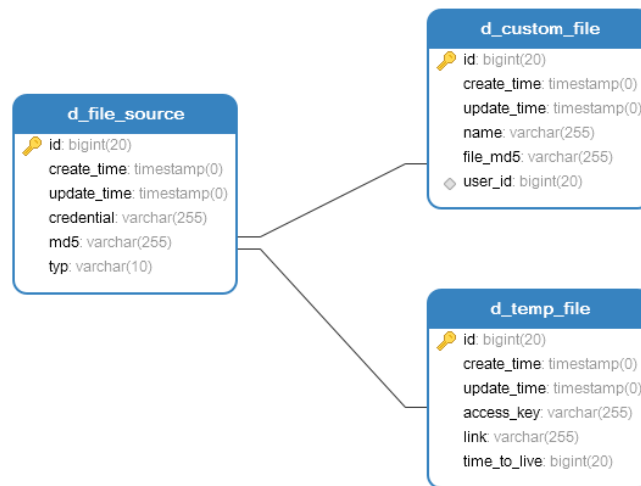 d_file_source
id: bigint(20)
create_time: timestamp(0)
update_time: timestamp(0)
credential: varchar(255)
md5: varchar(255)
typ: varchar(10)
d_custom_file
id: bigint(20)
create_time: timestamp(0)
update_time: timestamp(0)
name: varchar(255)
file_md5: varchar(255)
user_id: bigint(20)
d_temp_file
id: bigint(20)
create_time: timestamp(0)
update_time: timestamp(0)
access_key: varchar(255)
link: varchar(255)
time_to_live: bigint(20)